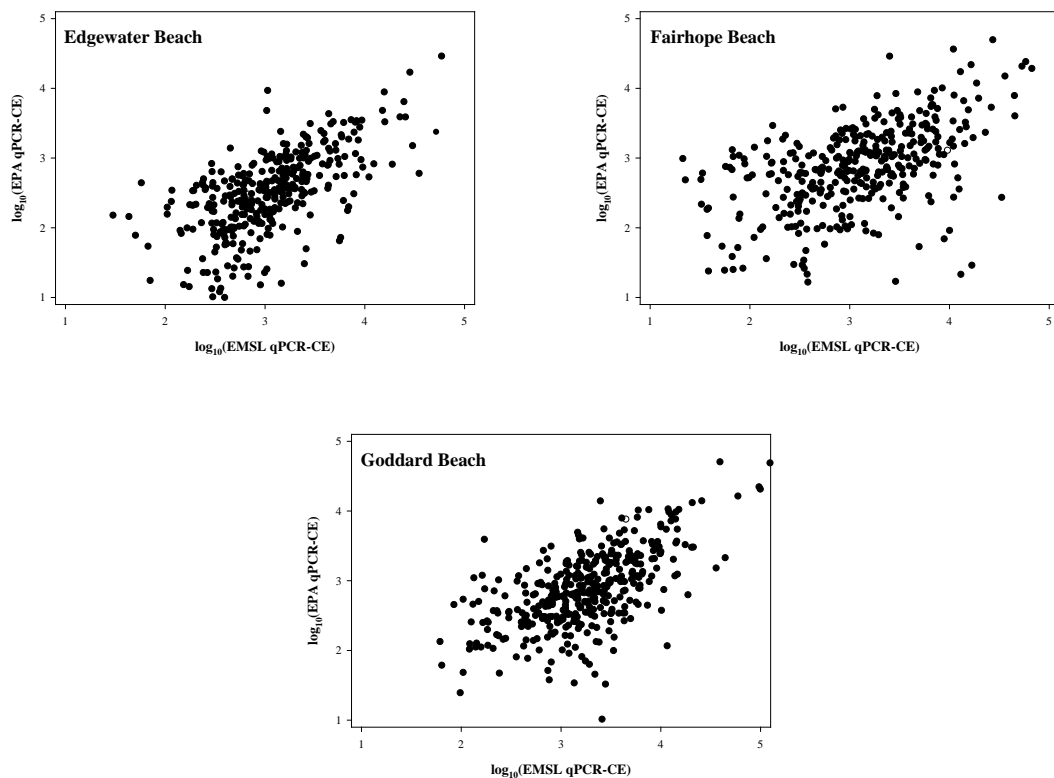 Edgewater Beach
5
4
3
2
1
log10(EPA qPCR-CE)
1 2 3 4 5
log10(EMSL qPCR-CE)
Fairhope Beach
5
4
3
2
1
log10(EPA qPCR-CE)
1 2 3 4 5
log10(EMSL qPCR-CE)
Goddard Beach
5
4
3
2
1
log10(EPA qPCR-CE)
1 2 3 4 5
log10(EMSL qPCR-CE)